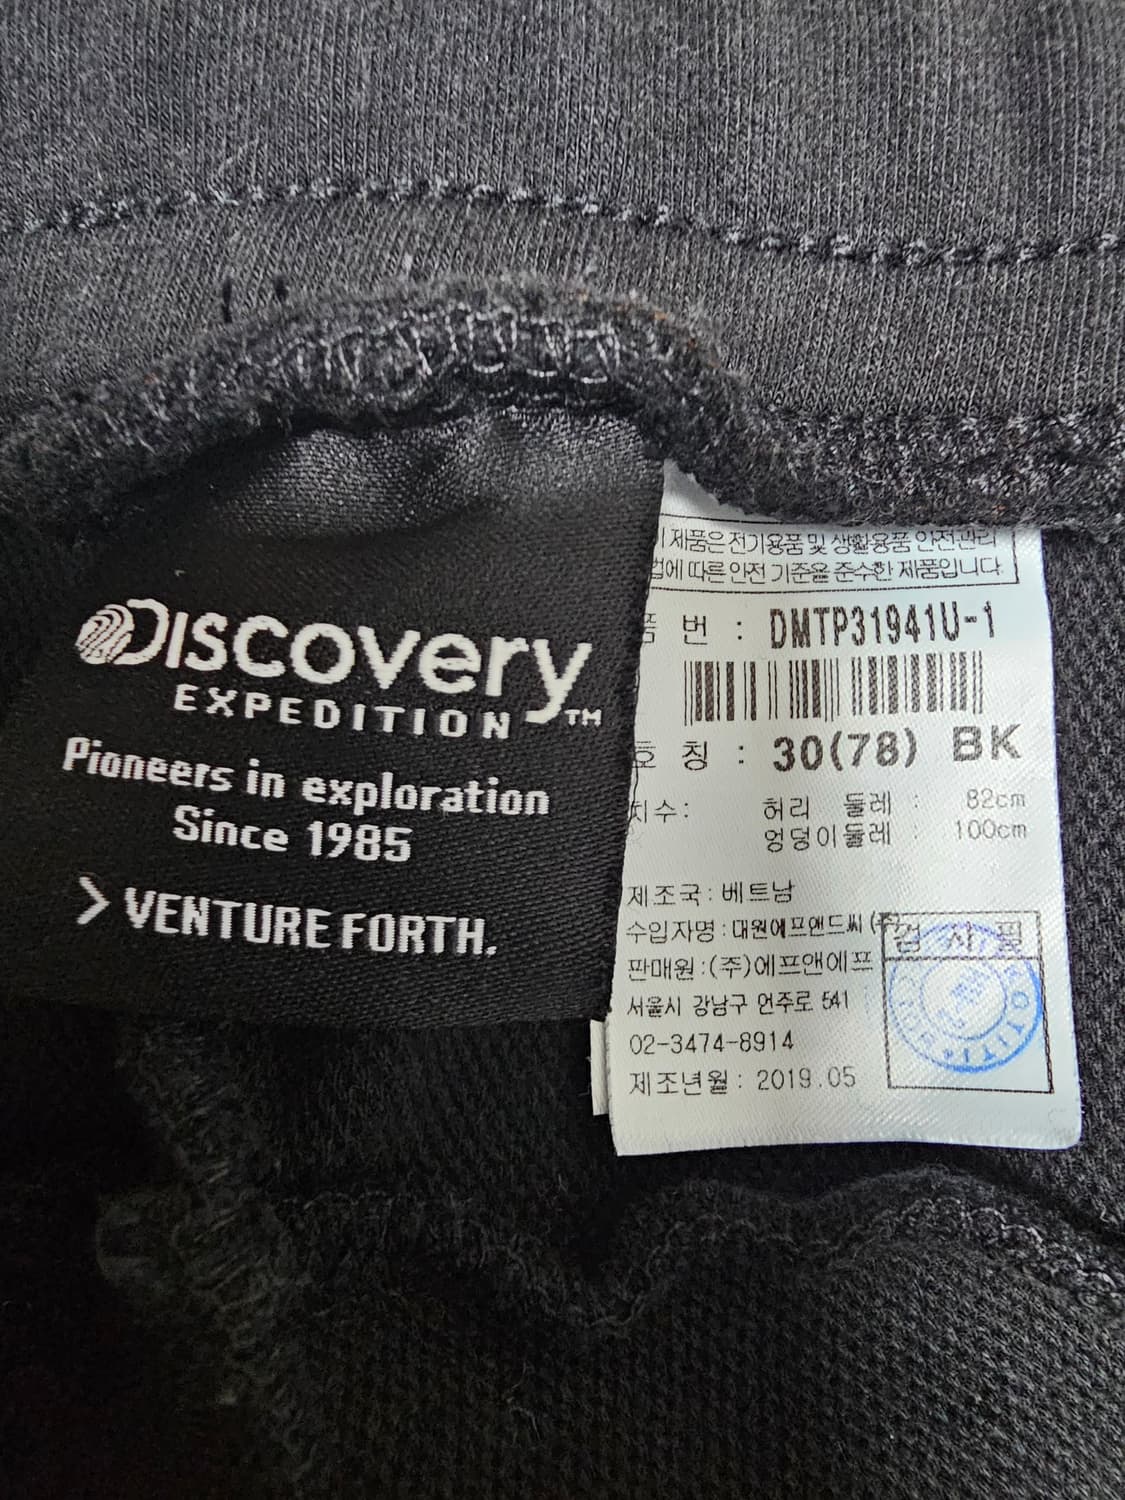 DISCOVERY
EXPEDITION™
Pioneers in exploration
Since 1985
> VENTURE FORTH.
제품은 전기용품 및 생활용품 안전관리
에 따른 안전 기준을 준수한 제품입니다.
품 번 : DMTP31941U-1
호 칭 : 30(78) BK
치수: 허리 둘레 : 82cm
엉덩이둘레 : 100cm
제조국 : 베트남
수입자명 : 대원에프앤드씨 (주)
검 사 필
판매원 : (주)에프앤에프
서울시 강남구 언주로 541
02-3474-8914
제조년월 : 2019.05